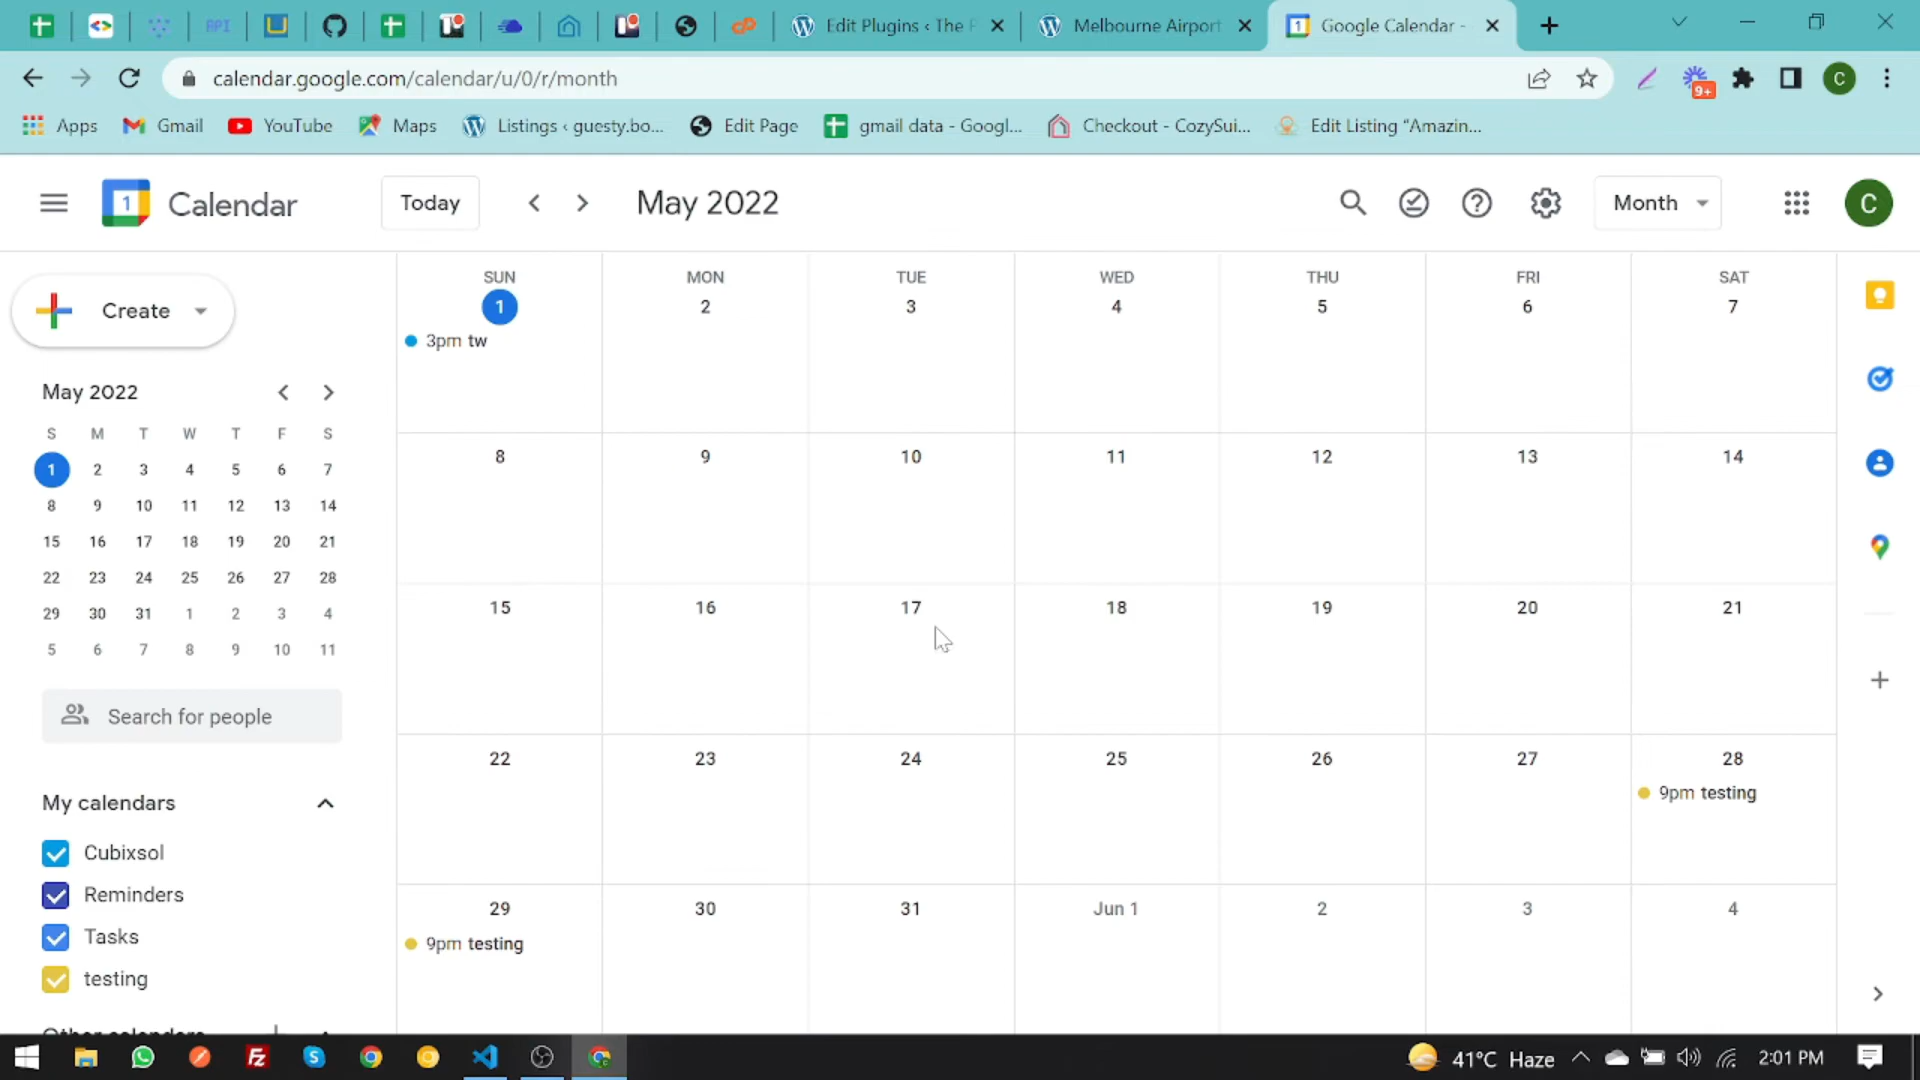 API
Edit Plugins ‹ The F
Melbourne Airport
Google Calendar -
calendar.google.com/calendar/u/0/r/month
9+
C
Apps
Gmail
YouTube
Maps
Listings ‹ guesty.bo...
Edit Page
gmail data - Googl...
Checkout - CozySui...
Edit Listing “Amazin...
1
Calendar
Today
May 2022
Month
C
Create
SUN MON TUE WED THU FRI SAT
1 2 3 4 5 6 7
3pm tw
8 9 10 11 12 13 14
15 16 17 18 19 20 21
22 23 24 25 26 27 28
9pm testing
29 30 31 Jun 1 2 3 4
9pm testing
May 2022
S M T W T F S
1 2 3 4 5 6 7
8 9 10 11 12 13 14
15 16 17 18 19 20 21
22 23 24 25 26 27 28
29 30 31 1 2 3 4
5 6 7 8 9 10 11
Search for people
My calendars
Cubixsol
Reminders
Tasks
testing
Other calendars
41°C Haze
2:01 PM